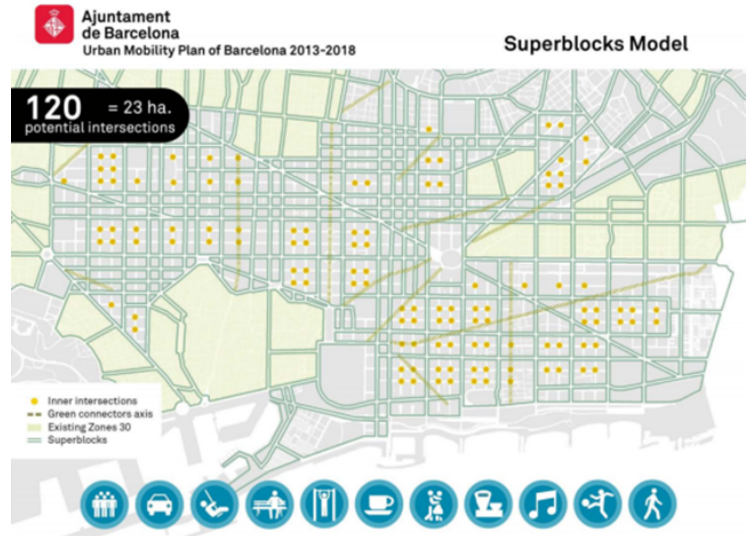 Ajuntament
de Barcelona
Urban Mobility Plan of Barcelona 2013-2018
Superblocks Model
120 = 23 ha.
potential intersections
Inner intersections
Green connectors axis
Existing Zones 30
Superblocks